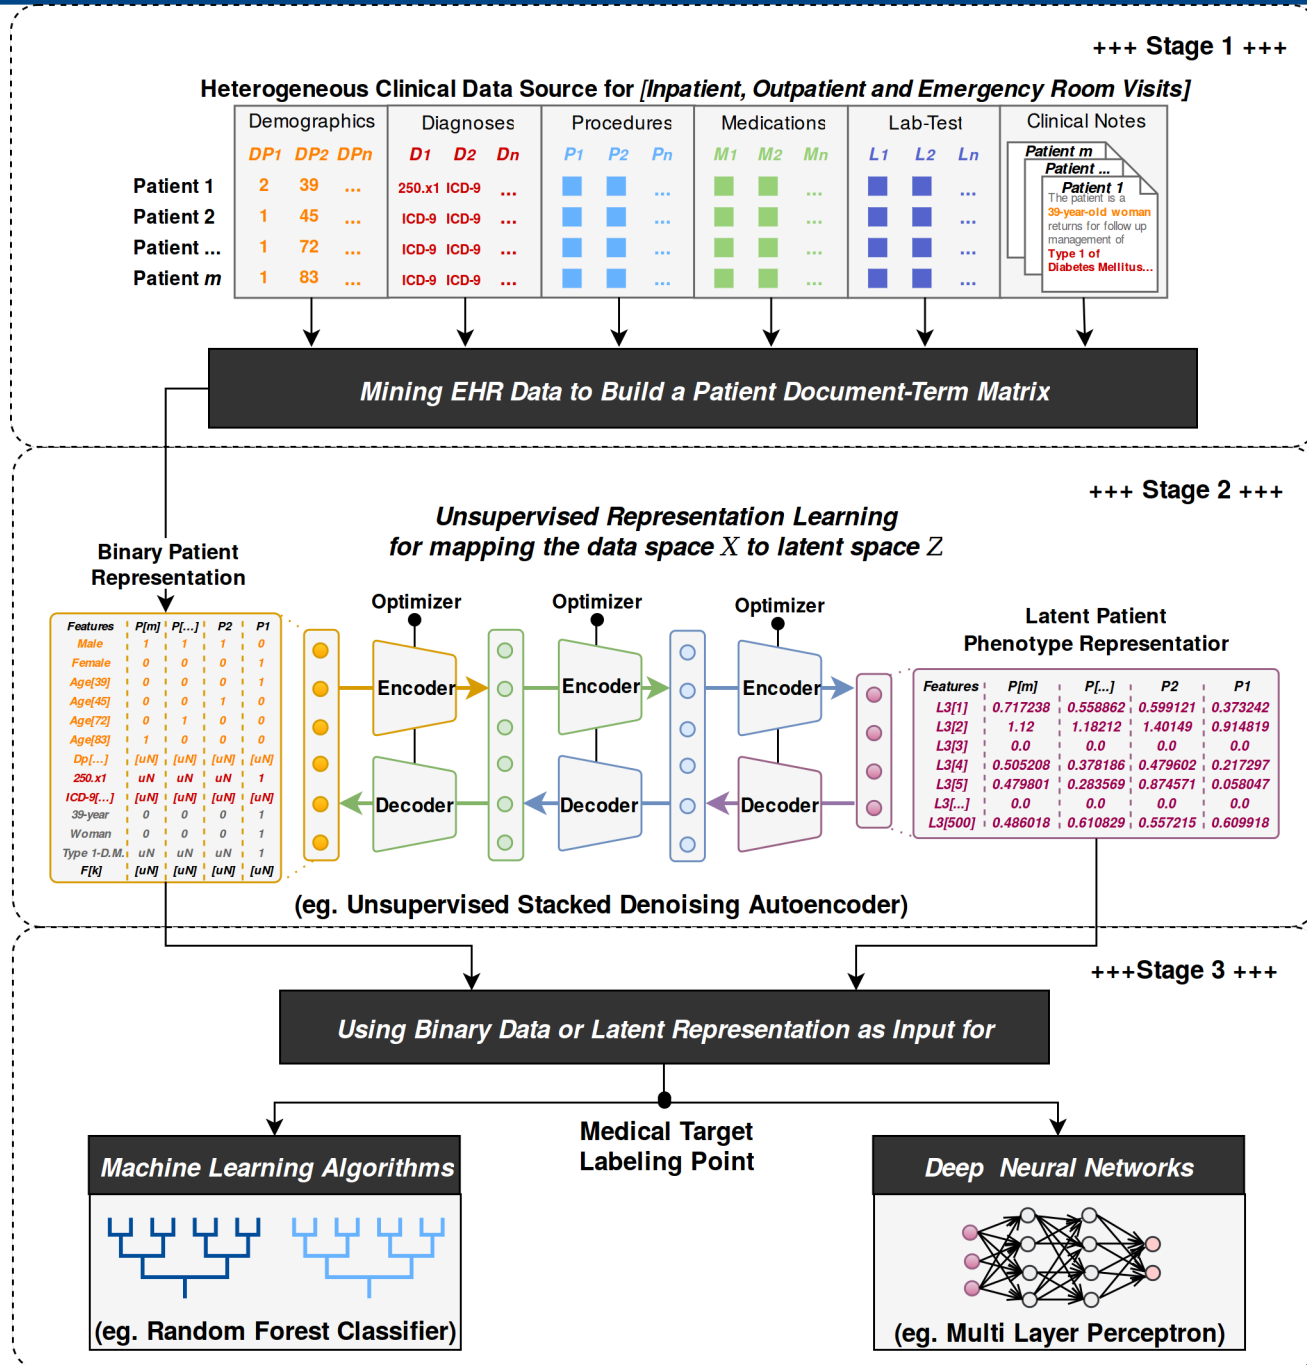 +++ Stage 1 +++
Heterogeneous Clinical Data Source for [Inpatient, Outpatient and Emergency Room Visits]
Demographics Diagnoses Procedures Medications Lab-Test Clinical Notes
DP1 DP2 DPn D1 D2 Dn P1 P2 Pn M1 M2 Mn L1 L2 Ln
Patient 1 2 39 ... 250.x1 ICD-9 ... ... ... ...
Patient 2 1 45 ... ICD-9 ICD-9 ... ... ... ...
Patient ... 1 72 ... ICD-9 ICD-9 ... ... ... ...
Patient m 1 83 ... ICD-9 ICD-9 ... ... ... ...
Patient m
Patient ...
Patient 1
The patient is a
39-year-old woman
returns for follow up
management of
Type 1 of
Diabetes Mellitus...
Mining EHR Data to Build a Patient Document-Term Matrix
+++ Stage 2 +++
Unsupervised Representation Learning
for mapping the data space X to latent space Z
Binary Patient
Representation
Features P[m] P[...] P2 P1
Male 1 1 1 0
Female 0 0 0 1
Age[39] 0 0 0 1
Age[45] 0 0 1 0
Age[72] 0 1 0 0
Age[83] 1 0 0 0
Dp[...] [uN] [uN] [uN] [uN]
250.x1 uN uN uN 1
ICD-9[...] [uN] [uN] [uN] [uN]
39-year 0 0 0 1
Woman 0 0 0 1
Type 1-D.M. uN uN uN 1
F[k] [uN] [uN] [uN] [uN]
Optimizer Optimizer Optimizer
Encoder Encoder Encoder
Decoder Decoder Decoder
Latent Patient
Phenotype Representatior
Features P[m] P[...] P2 P1
L3[1] 0.717238 0.558862 0.599121 0.373242
L3[2] 1.12 1.18212 1.40149 0.914819
L3[3] 0.0 0.0 0.0 0.0
L3[4] 0.505208 0.378186 0.479602 0.217297
L3[5] 0.479801 0.283569 0.874571 0.058047
L3[...] 0.0 0.0 0.0 0.0
L3[500] 0.486018 0.610829 0.557215 0.609918
(eg. Unsupervised Stacked Denoising Autoencoder)
+++Stage 3 +++
Using Binary Data or Latent Representation as Input for
Medical Target
Labeling Point
Machine Learning Algorithms
(eg. Random Forest Classifier)
Deep Neural Networks
(eg. Multi Layer Perceptron)